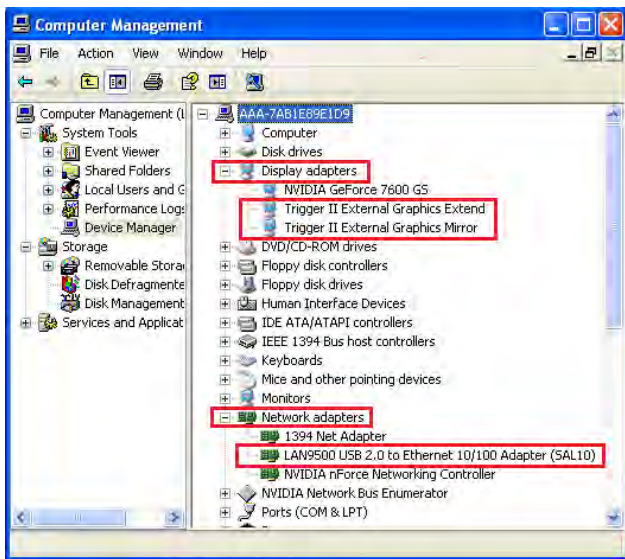 Computer Management
File Action View Window Help
Computer Management (L
System Tools
Event Viewer
Shared Folders
Local Users and G
Performance Logs
Device Manager
Storage
Removable Stora
Disk Defragmente
Disk Management
Services and Applicat
AAA-7AB1E89E1D9
Computer
Disk drives
Display adapters
NVIDIA GeForce 7600 GS
Trigger II External Graphics Extend
Trigger II External Graphics Mirror
DVD/CD-ROM drives
Floppy disk controllers
Floppy disk drives
Human Interface Devices
IDE ATA/ATAPI controllers
IEEE 1394 Bus host controllers
Keyboards
Mice and other pointing devices
Monitors
Network adapters
1394 Net Adapter
LAN9500 USB 2.0 to Ethernet 10/100 Adapter (SAL10)
NVIDIA nForce Networking Controller
NVIDIA Network Bus Enumerator
Ports (COM & LPT)